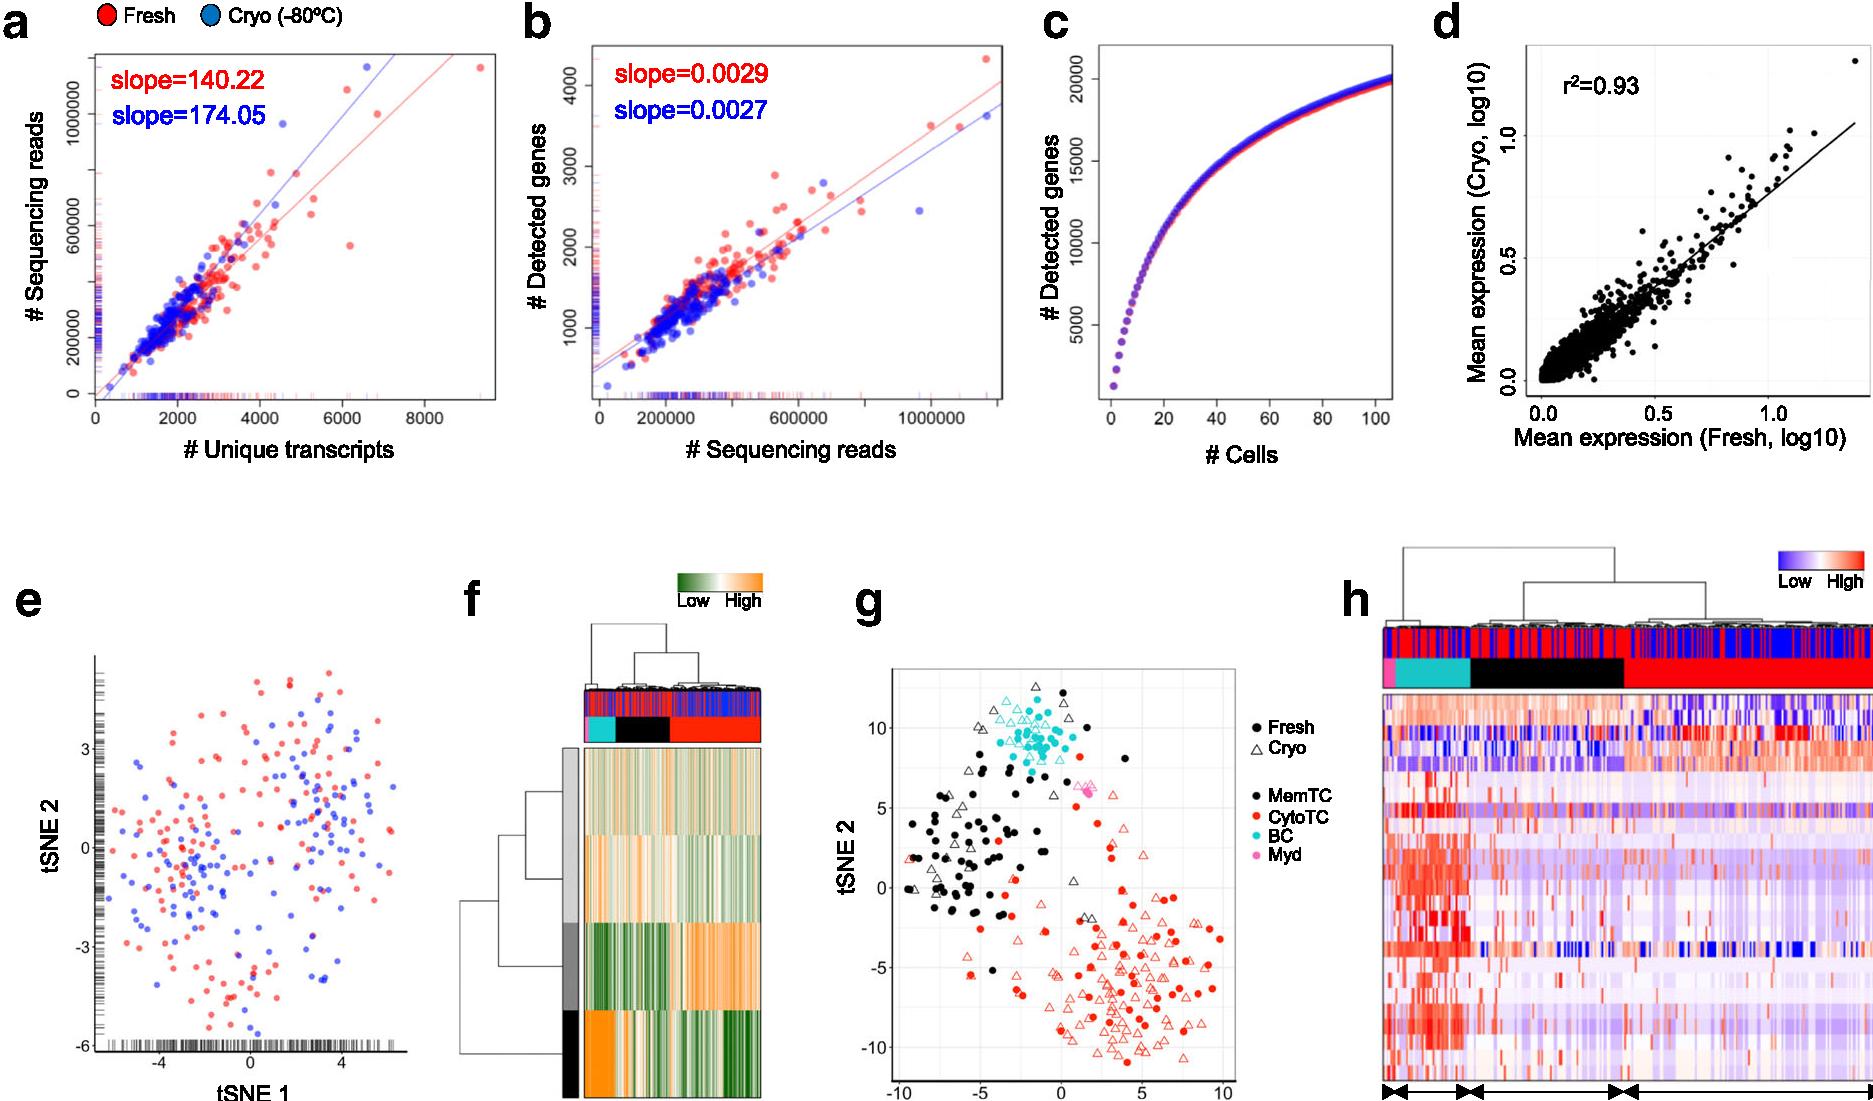 a
Fresh
Cryo (-80ºC)
slope=140.22
slope=174.05
# Sequencing reads
0
200000
600000
1000000
0
2000
4000
6000
8000
# Unique transcripts
b
slope=0.0029
slope=0.0027
# Detected genes
1000
2000
3000
4000
0
200000
600000
1000000
# Sequencing reads
c
# Detected genes
5000
10000
15000
20000
0
20
40
60
80
100
# Cells
d
r²=0.93
Mean expression (Cryo, log10)
0.0
0.5
1.0
0.0
0.5
1.0
Mean expression (Fresh, log10)
e
tSNE 2
3
0
-3
-6
-4
0
4
tSNE 1
f
Low High
g
tSNE 2
10
5
0
-5
-10
-10
-5
0
5
10
Fresh
Cryo
MemTC
CytoTC
BC
Myd
h
Low High